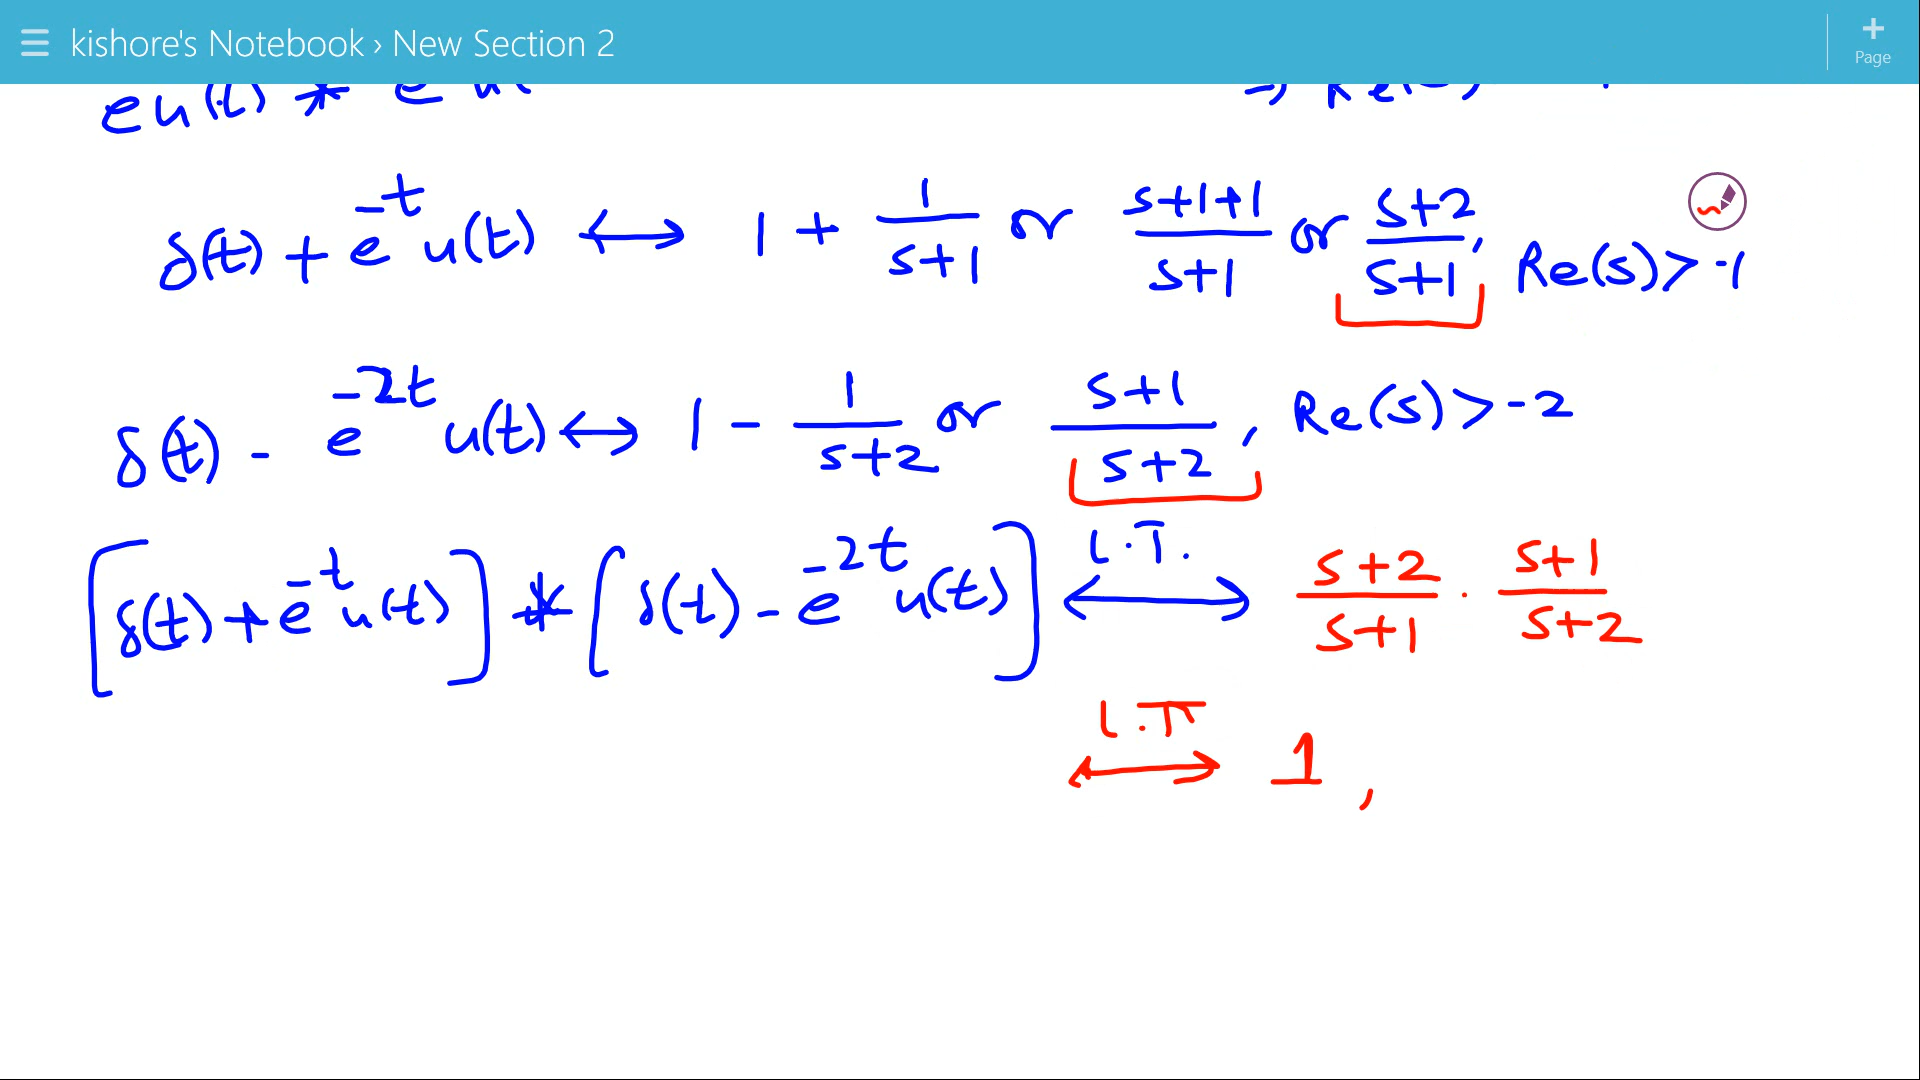 kishore's Notebook › New Section 2
Page
e u(t) * e u
δ(t) + e^{-t} u(t) ↔ 1 + 1/(s+1) or (s+1+1)/(s+1) or (s+2)/(s+1), Re(s) > -1
δ(t) - e^{-2t} u(t) ↔ 1 - 1/(s+2) or (s+1)/(s+2), Re(s) > -2
[δ(t) + e^{-t} u(t)] * [δ(t) - e^{-2t} u(t)] ↔ L.T. (s+2)/(s+1) · (s+1)/(s+2)
↔ L.T 1,